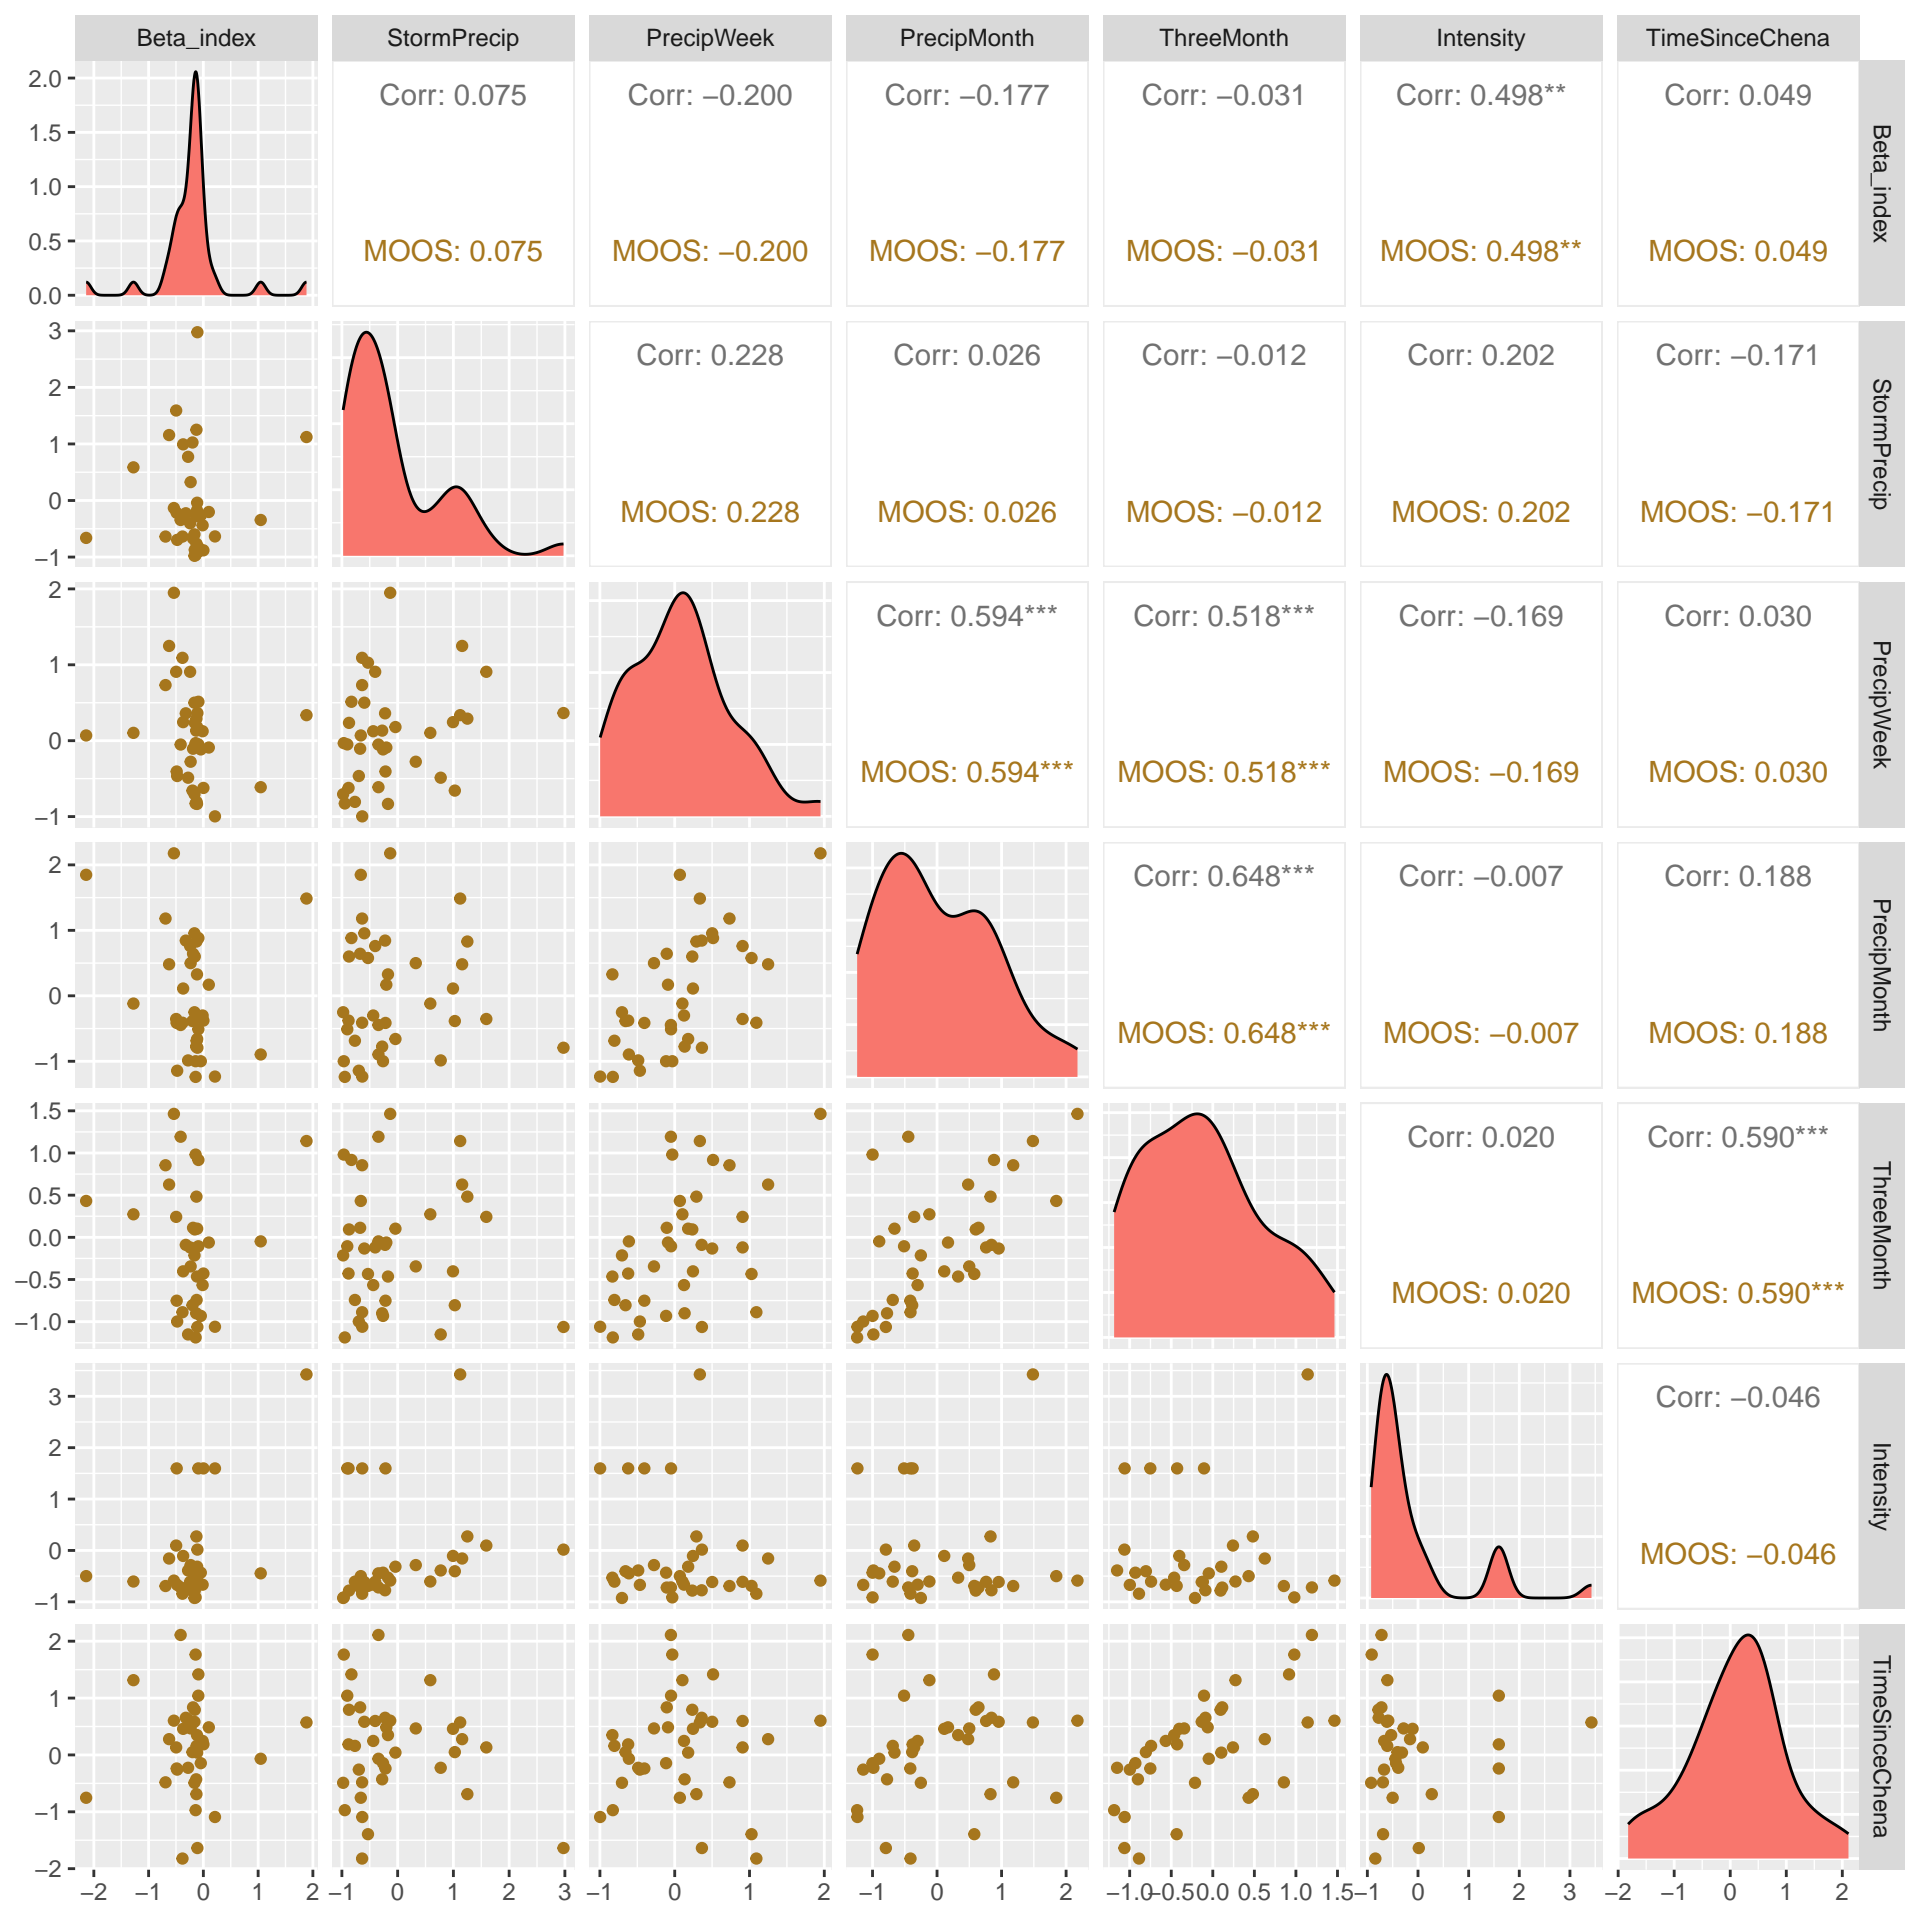 Beta_index StormPrecip PrecipWeek PrecipMonth ThreeMonth Intensity TimeSinceChena
2.0
1.5
1.0
0.5
0.0
Corr: 0.075 Corr: −0.200 Corr: −0.177 Corr: −0.031 Corr: 0.498** Corr: 0.049
MOOS: 0.075 MOOS: −0.200 MOOS: −0.177 MOOS: −0.031 MOOS: 0.498** MOOS: 0.049
Beta_index
3
2
1
0
−1
Corr: 0.228 Corr: 0.026 Corr: −0.012 Corr: 0.202 Corr: −0.171
MOOS: 0.228 MOOS: 0.026 MOOS: −0.012 MOOS: 0.202 MOOS: −0.171
StormPrecip
2
1
0
−1
Corr: 0.594*** Corr: 0.518*** Corr: −0.169 Corr: 0.030
MOOS: 0.594*** MOOS: 0.518*** MOOS: −0.169 MOOS: 0.030
PrecipWeek
2
1
0
−1
Corr: 0.648*** Corr: −0.007 Corr: 0.188
MOOS: 0.648*** MOOS: −0.007 MOOS: 0.188
PrecipMonth
1.5
1.0
0.5
0.0
−0.5
−1.0
Corr: 0.020 Corr: 0.590***
MOOS: 0.020 MOOS: 0.590***
ThreeMonth
3
2
1
0
−1
Corr: −0.046
MOOS: −0.046
Intensity
2
1
0
−1
−2
TimeSinceChena
−2 −1 0 1 2 −1 0 1 2 3 −1 0 1 2 −1 0 1 2 −1.0 −0.5 0.0 0.5 1.0 1.5 −1 0 1 2 3 −2 −1 0 1 2